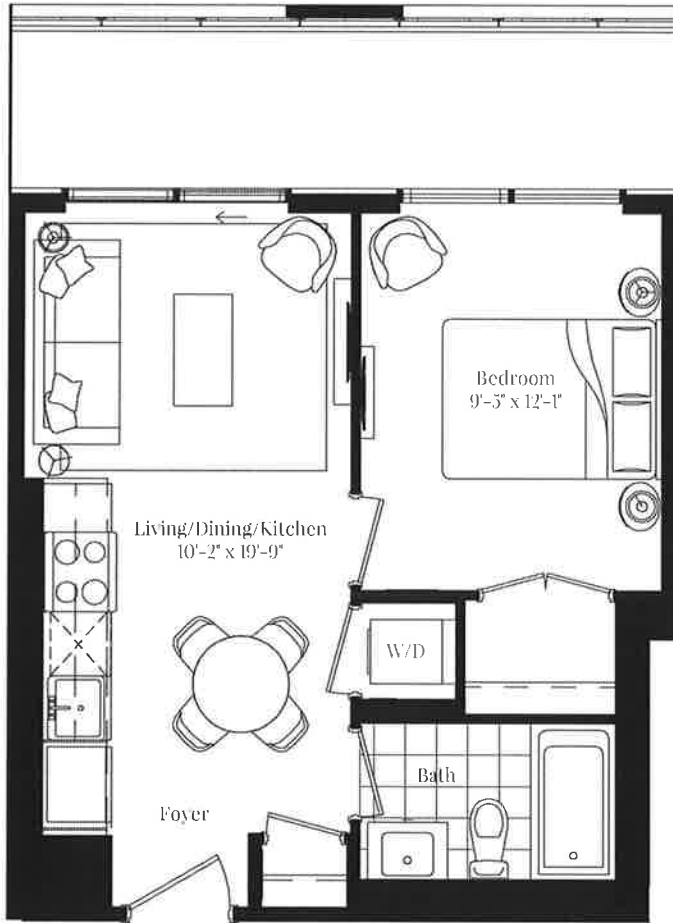 Bedroom
9'-5" x 12'-1"
Living/Dining/Kitchen
10'-2" x 19'-9"
W/D
Bath
Foyer